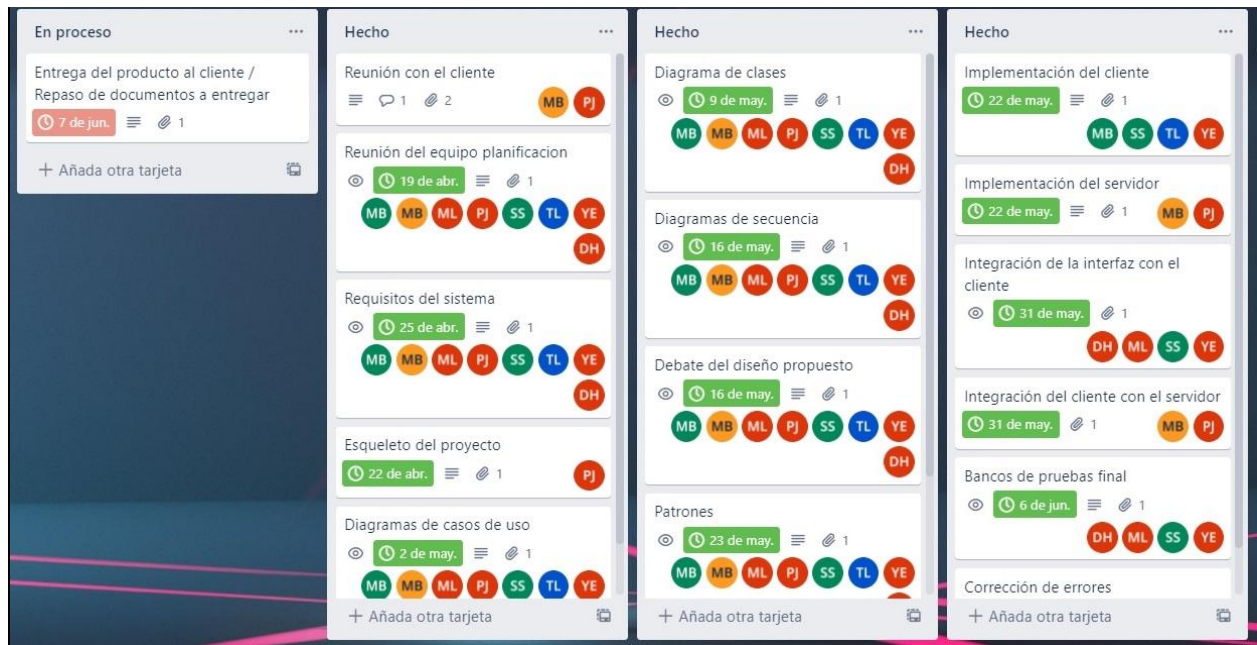 En proceso
Entrega del producto al cliente /
Repaso de documentos a entregar
7 de jun. 1
+ Añada otra tarjeta
Hecho
Reunión con el cliente
1 2 MB PJ
Reunión del equipo planificacion
19 de abr. 1
MB MB ML PJ SS TL YE
DH
Requisitos del sistema
25 de abr. 1
MB MB ML PJ SS TL YE
DH
Esqueleto del proyecto
22 de abr. 1 PJ
Diagramas de casos de uso
2 de may. 1
MB MB ML PJ SS TL YE
+ Añada otra tarjeta
Hecho
Diagrama de clases
9 de may. 1
MB MB ML PJ SS TL YE
DH
Diagramas de secuencia
16 de may. 1
MB MB ML PJ SS TL YE
DH
Debate del diseño propuesto
16 de may. 1
MB MB ML PJ SS TL YE
DH
Patrones
23 de may. 1
MB MB ML PJ SS TL YE
+ Añada otra tarjeta
Hecho
Implementación del cliente
22 de may. 1
MB SS TL YE
Implementación del servidor
22 de may. 1 MB PJ
Integración de la interfaz con el
cliente
31 de may. 1
DH ML SS YE
Integración del cliente con el servidor
31 de may. 1 MB PJ
Bancos de pruebas final
6 de jun. 1
DH ML SS YE
Corrección de errores
+ Añada otra tarjeta